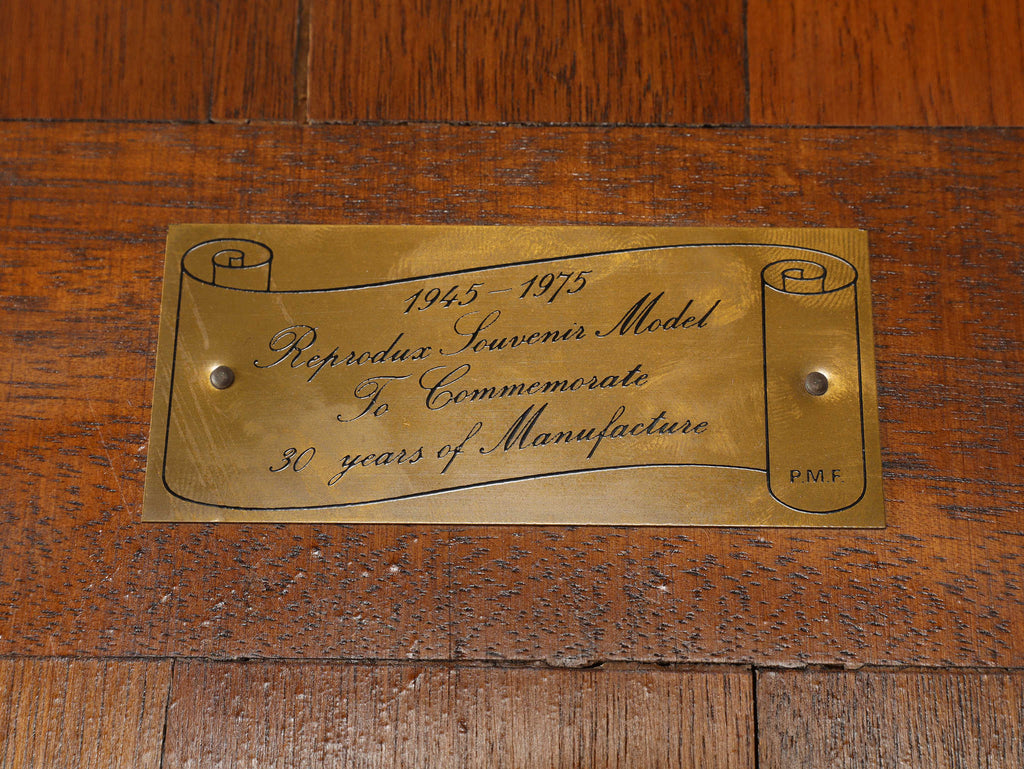 1945 - 1975
Reprodux Souvenir Model
To Commemorate
30 years of Manufacture
P.M.F.